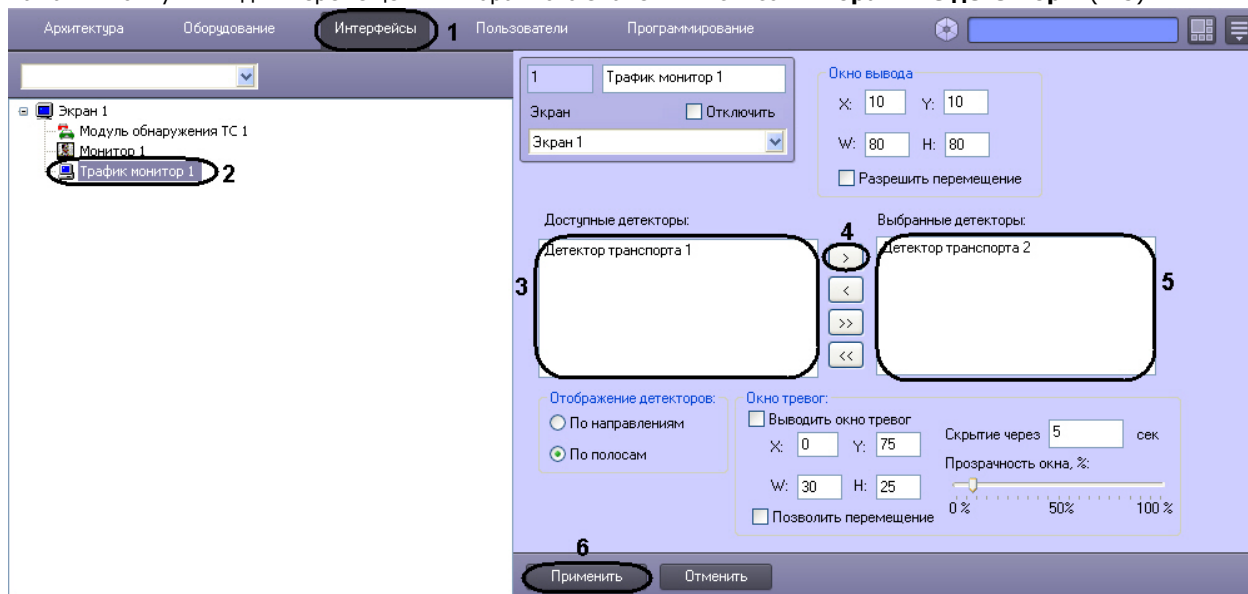 Архитектура Оборудование Интерфейсы 1 Пользователи Программирование
Экран 1
Модуль обнаружения ТС 1
Монитор 1
Трафик монитор 1 2
1 Трафик монитор 1
Экран Отключить
Экран 1
Окно вывода
X: 10 Y: 10
W: 80 H: 80
Разрешить перемещение
Доступные детекторы:
Детектор транспорта 1
3
4
>
<
>>
<<
Выбранные детекторы:
Детектор транспорта 2
5
Отображение детекторов:
По направлениям
По полосам
Окно тревог:
Выводить окно тревог
X: 0 Y: 75
W: 30 H: 25
Позволить перемещение
Скрытие через 5 сек
Прозрачность окна, %:
0 % 50% 100 %
6
Применить Отменить